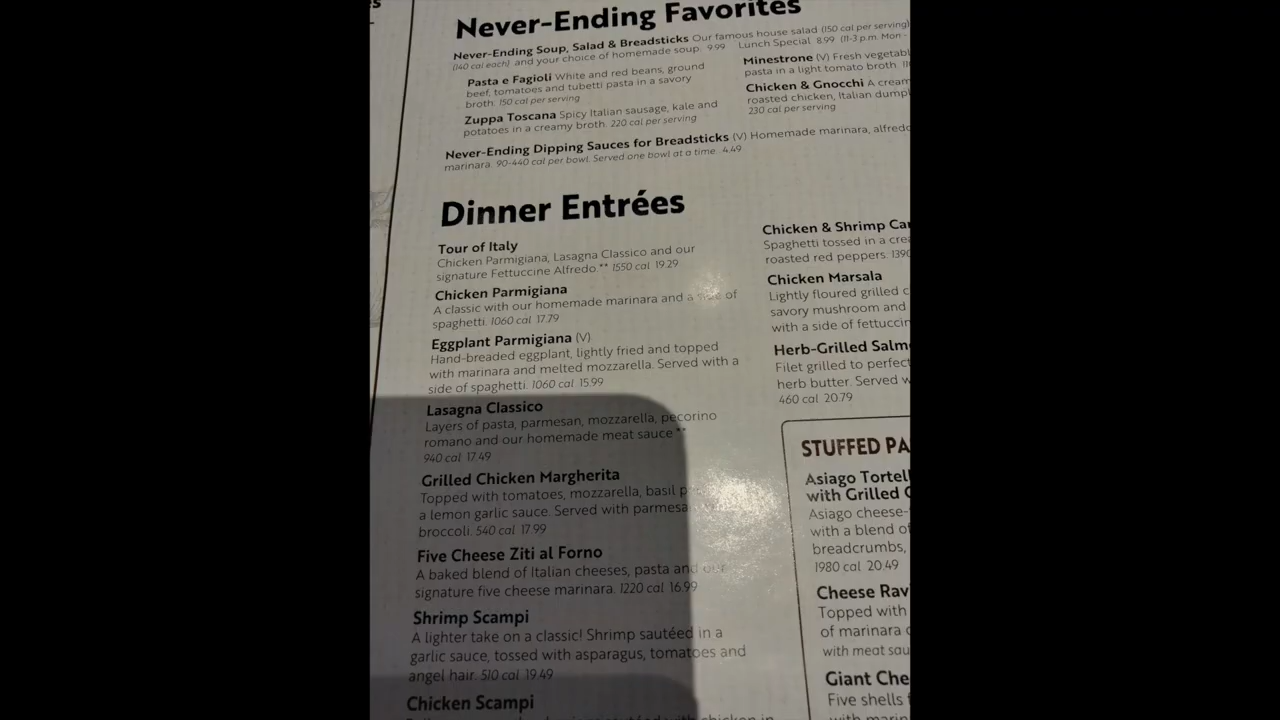 Never-Ending Favorites
Never-Ending Soup, Salad & Breadsticks Our famous house salad (150 cal per serving)
(140 cal each) and your choice of homemade soup. 9.99 Lunch Special 8.99 (11-3 p.m. Mon -
Pasta e Fagioli White and red beans, ground
beef, tomatoes and tubetti pasta in a savory
broth. 150 cal per serving
Zuppa Toscana Spicy Italian sausage, kale and
potatoes in a creamy broth. 220 cal per serving
Minestrone (V) Fresh vegetabl
pasta in a light tomato broth. 11
Chicken & Gnocchi A cream
roasted chicken, Italian dumpl
230 cal per serving
Never-Ending Dipping Sauces for Breadsticks (V) Homemade marinara, alfredo
marinara. 90-440 cal per bowl. Served one bowl at a time 4.49
Dinner Entrées
Tour of Italy
Chicken Parmigiana, Lasagna Classico and our
signature Fettuccine Alfredo.** 1550 cal 19.29
Chicken Parmigiana
A classic with our homemade marinara and a side of
spaghetti. 1060 cal 17.79
Eggplant Parmigiana (V)
Hand-breaded eggplant, lightly fried and topped
with marinara and melted mozzarella. Served with a
side of spaghetti. 1060 cal 15.99
Lasagna Classico
Layers of pasta, parmesan, mozzarella, pecorino
romano and our homemade meat sauce**
940 cal 17.49
Grilled Chicken Margherita
Topped with tomatoes, mozzarella, basil p
a lemon garlic sauce. Served with parmesa
broccoli. 540 cal 17.99
Five Cheese Ziti al Forno
A baked blend of Italian cheeses, pasta and our
signature five cheese marinara. 1220 cal 16.99
Shrimp Scampi
A lighter take on a classic! Shrimp sautéed in a
garlic sauce, tossed with asparagus, tomatoes and
angel hair. 510 cal 19.49
Chicken Scampi
Chicken & Shrimp Car
Spaghetti tossed in a crea
roasted red peppers. 1390
Chicken Marsala
Lightly floured grilled c
savory mushroom and
with a side of fettuccin
Herb-Grilled Salmo
Filet grilled to perfect
herb butter. Served w
460 cal 20.79
STUFFED PA
Asiago Tortell
with Grilled C
Asiago cheese-
with a blend of
breadcrumbs,
1980 cal 20.49
Cheese Rav
Topped with
of marinara o
with meat sau
Giant Che
Five shells f
with marin